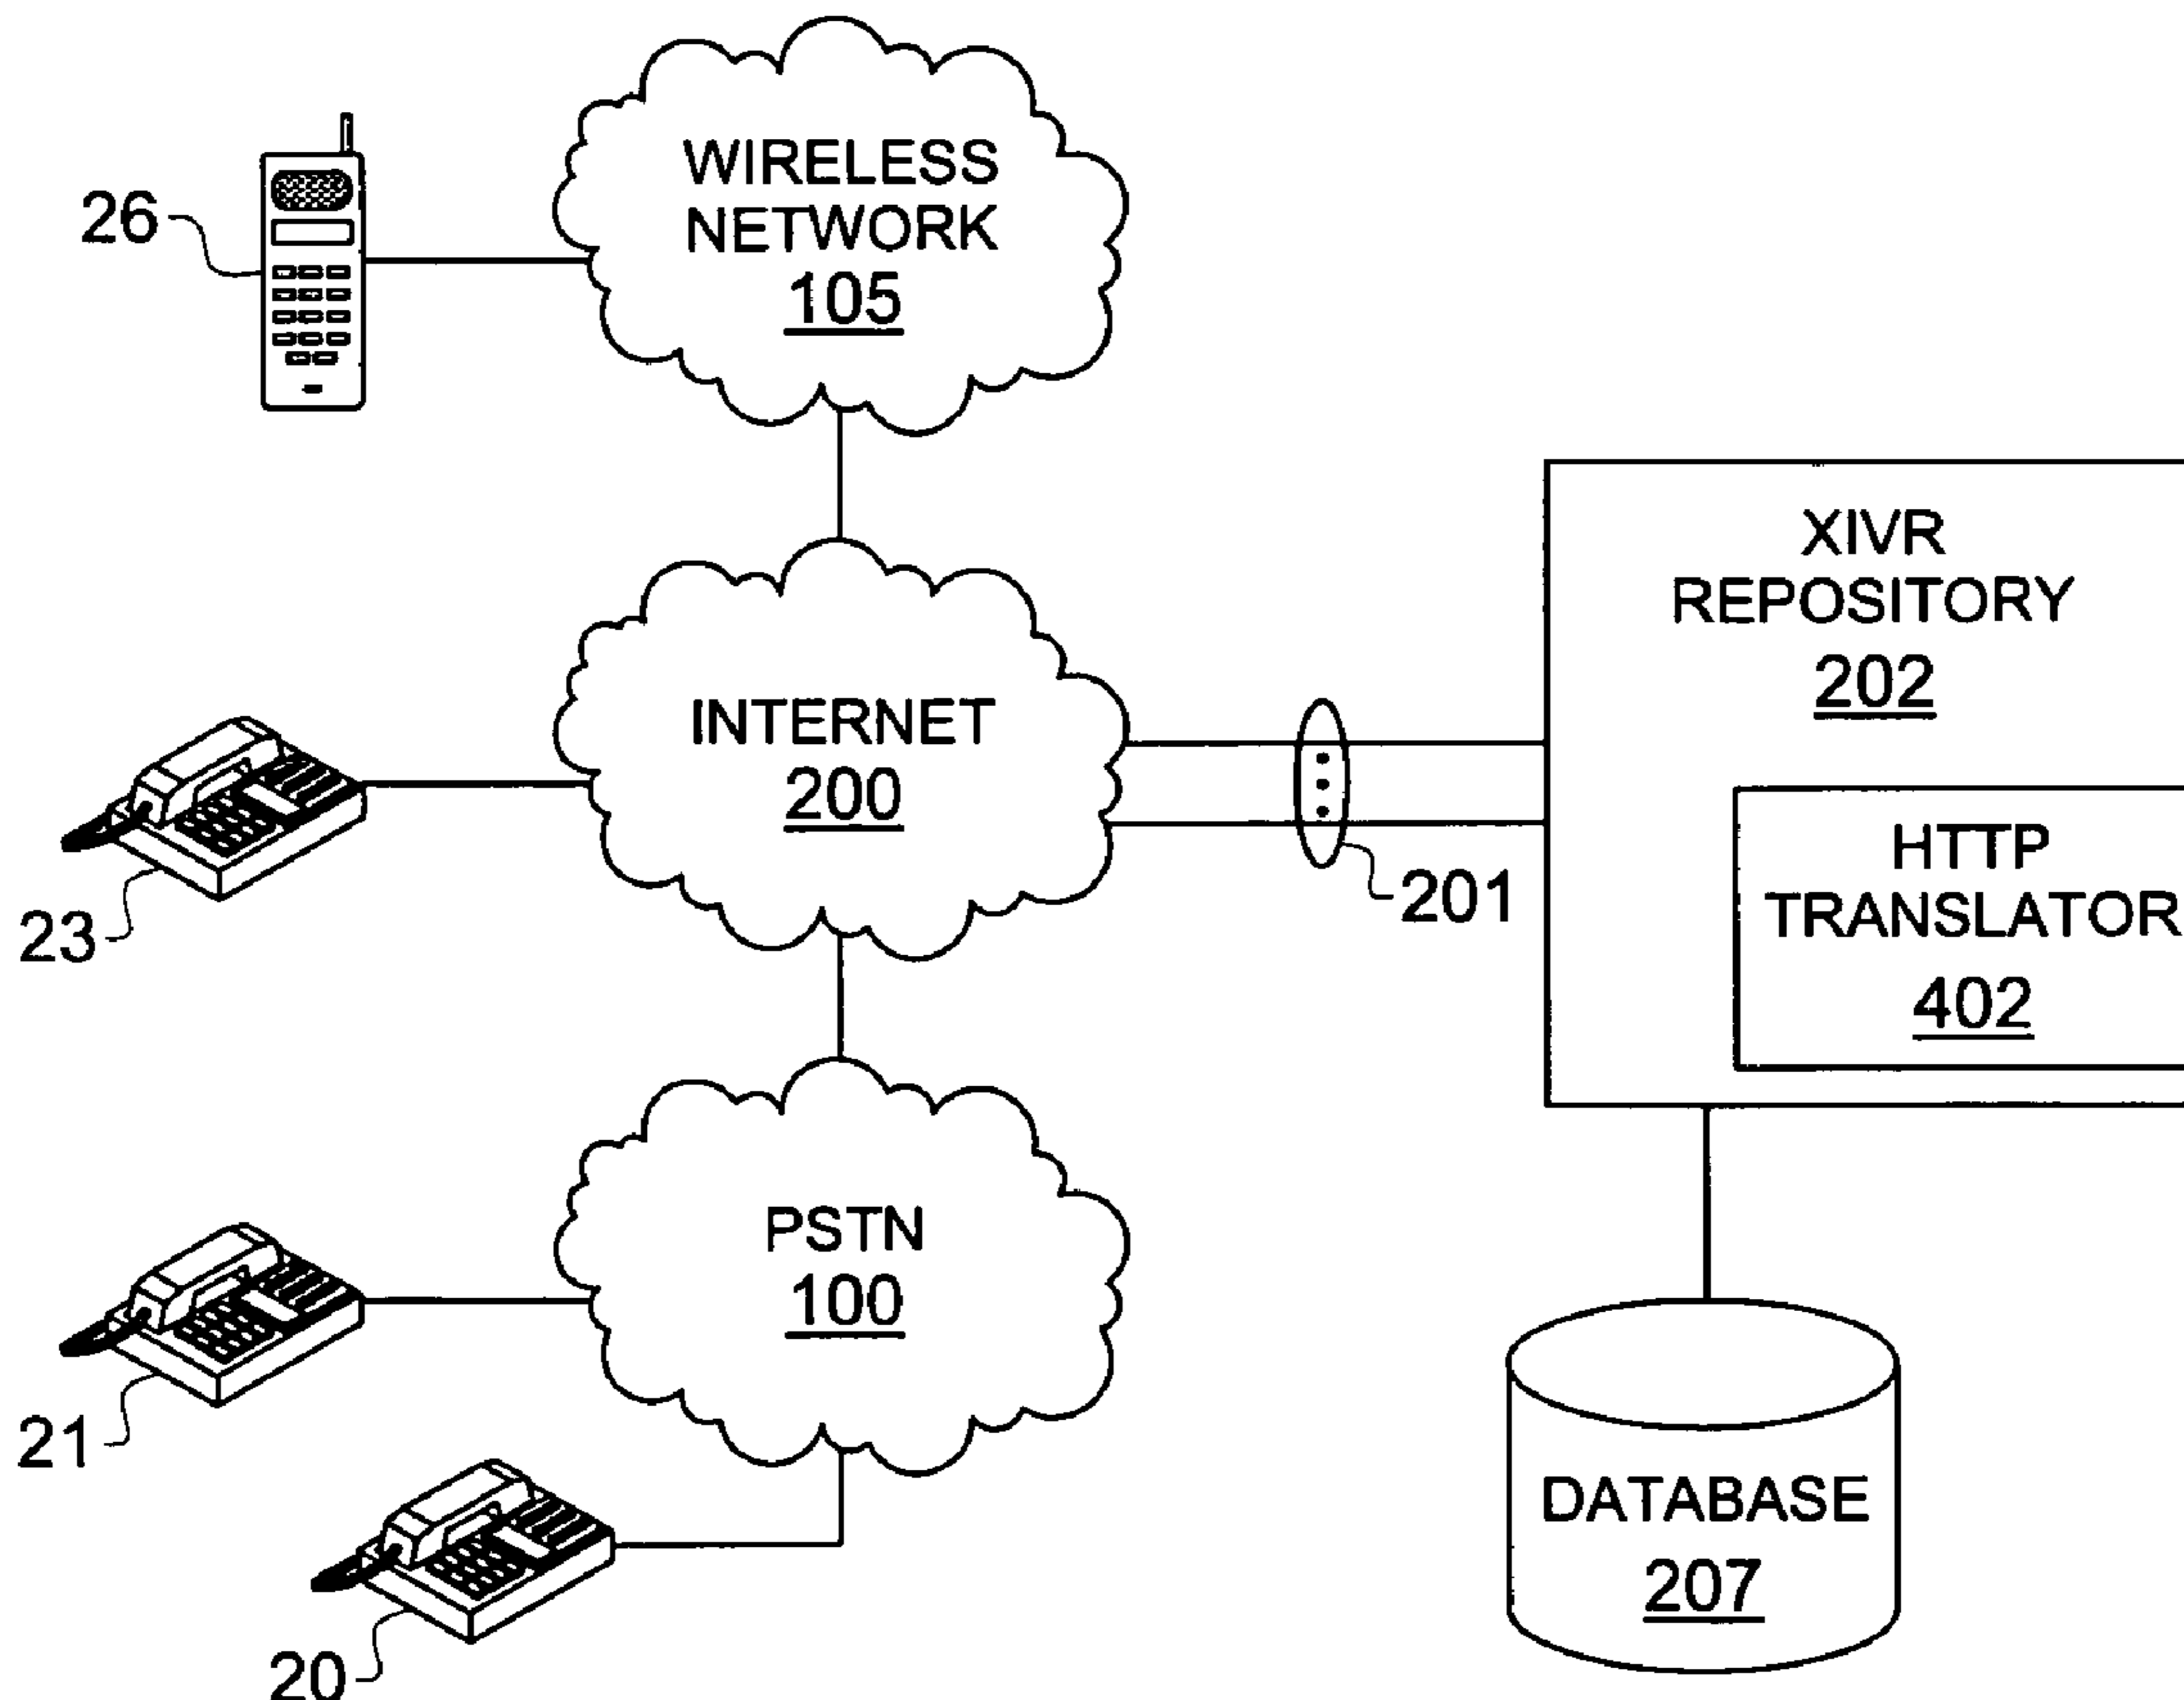 WIRELESS
NETWORK
105
26
XIVR
REPOSITORY
202
INTERNET
200
HTTP
TRANSLATOR
402
201
23
PSTN
100
21
DATABASE
207
20